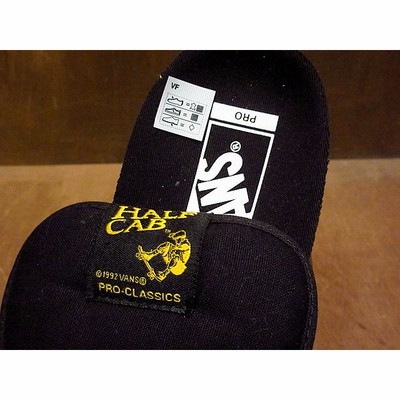 VF
PRO
VANS®
HALF
CAB®
©1992 VANS®
PRO-CLASSICS